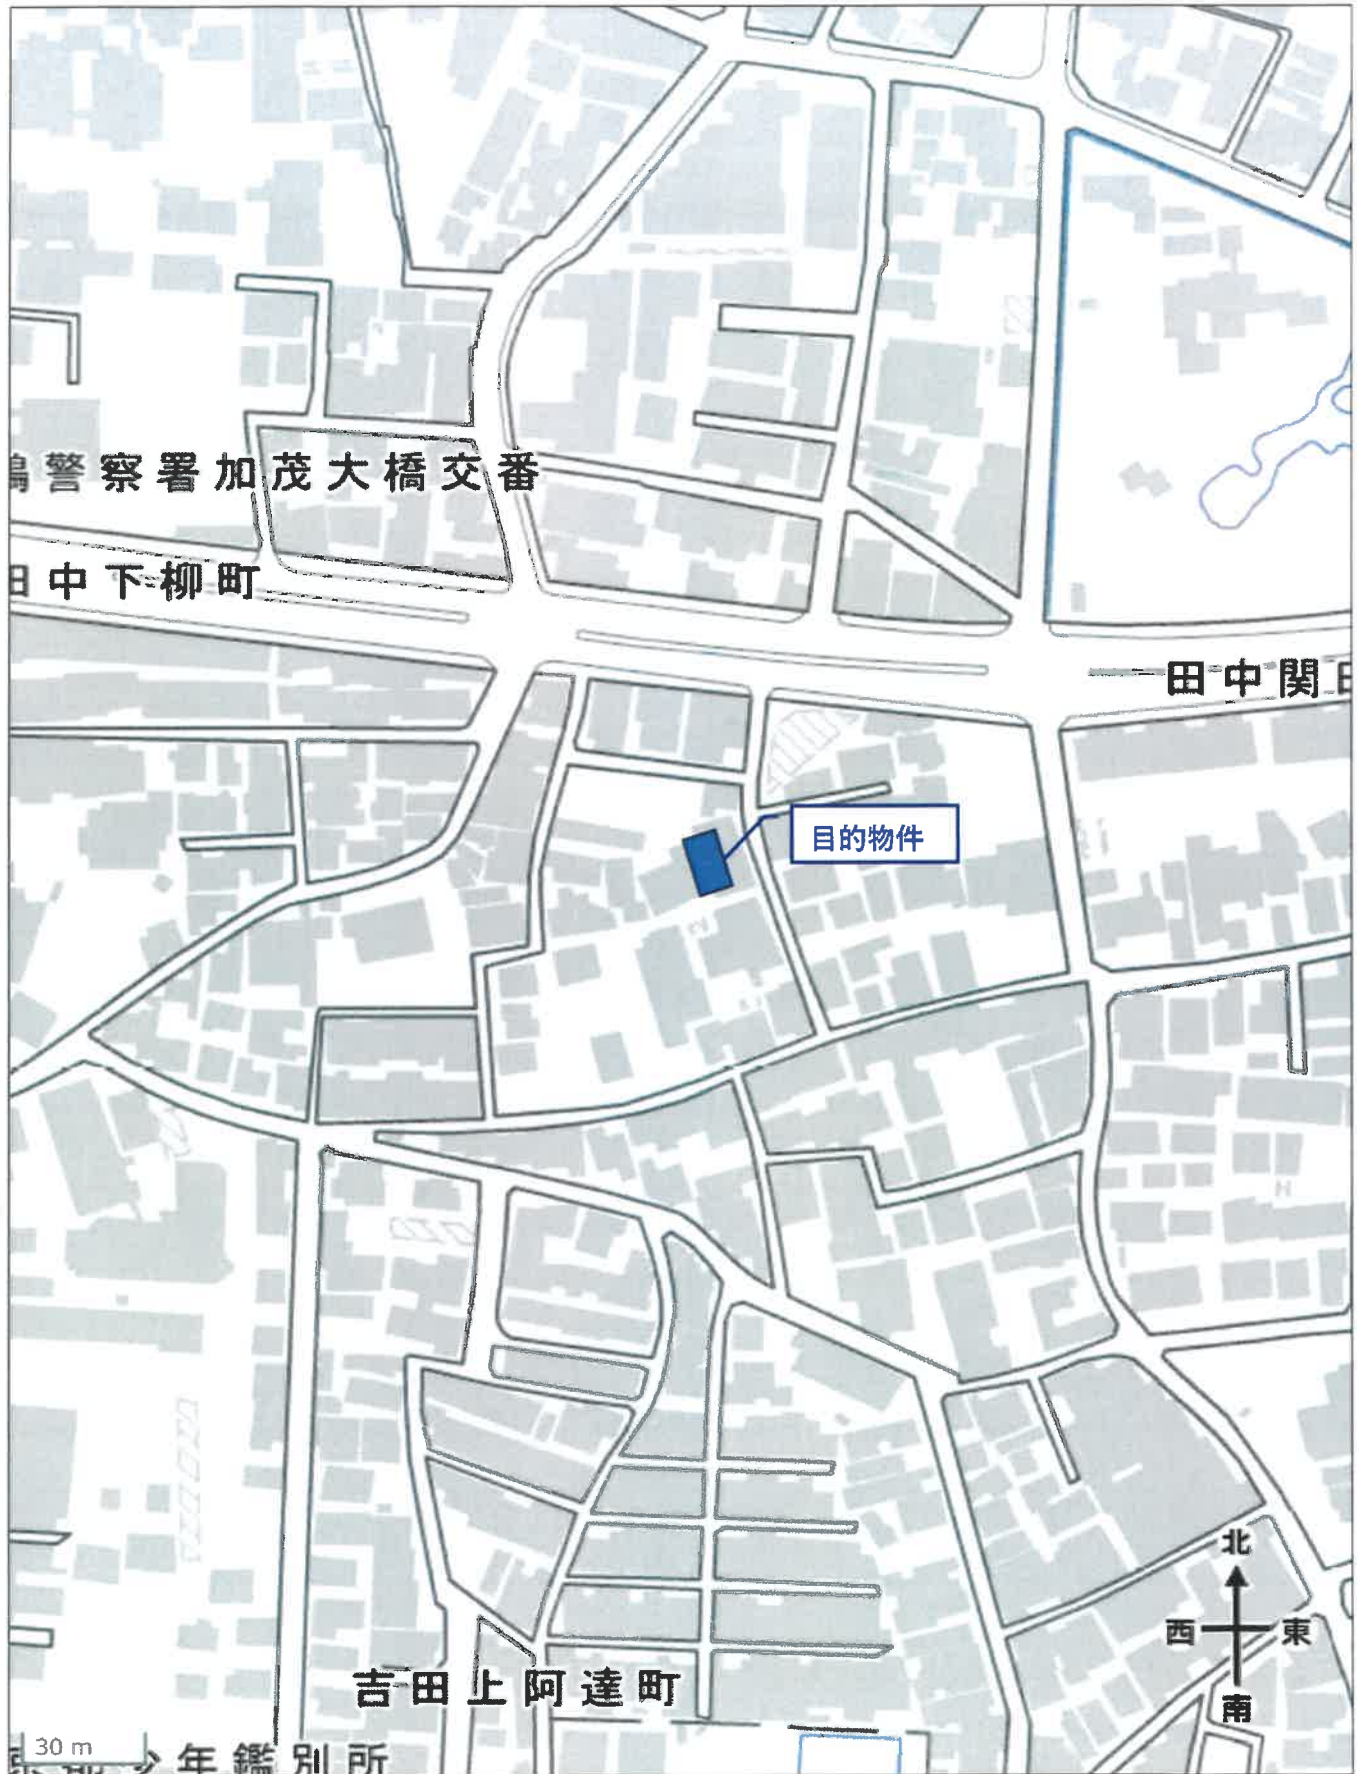 警察署加茂大橋交番
中下柳町
田中関
目的物件
北
西 東
南
吉田上阿達町
30 m
年鑑別所